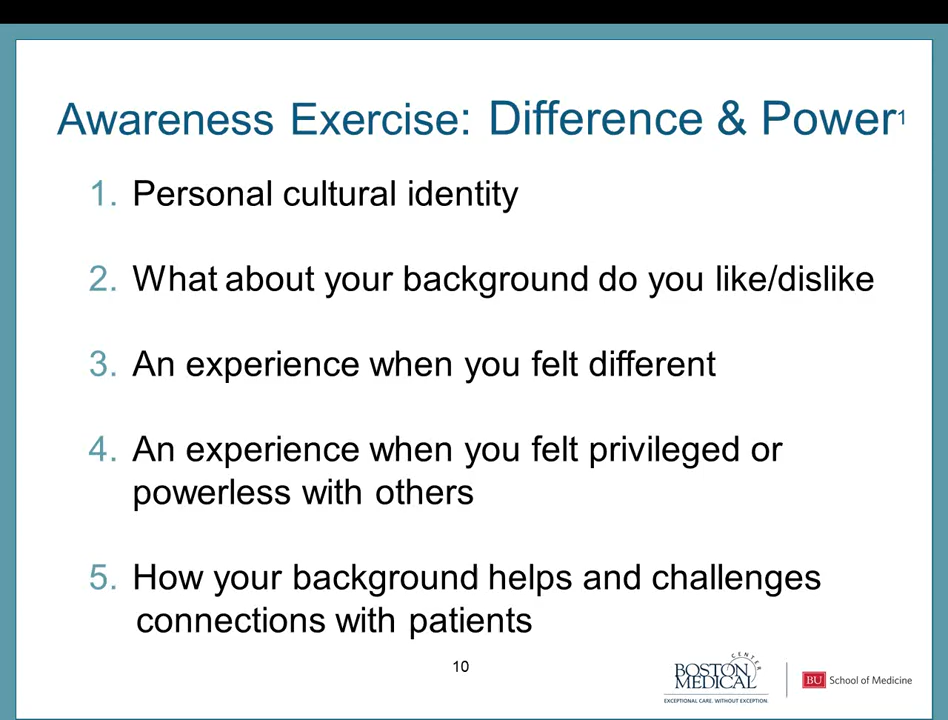 Awareness Exercise: Difference & Power1
1. Personal cultural identity
2. What about your background do you like/dislike
3. An experience when you felt different
4. An experience when you felt privileged or
powerless with others
5. How your background helps and challenges
connections with patients
10
CENTER
BOSTON
MEDICAL
EXCEPTIONAL CARE. WITHOUT EXCEPTION
BU School of Medicine